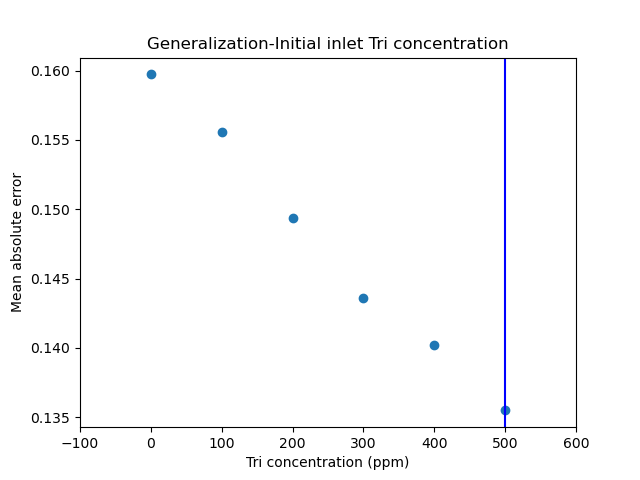 Generalization-Initial inlet Tri concentration
0.160
0.155
0.150
0.145
0.140
0.135
Mean absolute error
−100 0 100 200 300 400 500 600
Tri concentration (ppm)